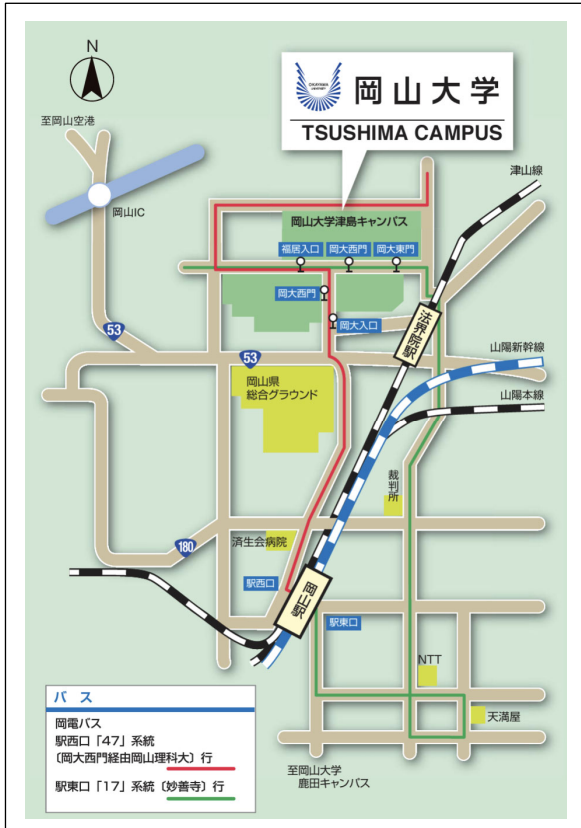 N
OKAYAMA UNIVERSITY
岡山大学
TSUSHIMA CAMPUS
至岡山空港
津山線
岡山IC
岡山大学津島キャンパス
福居入口
岡大西門
岡大東門
岡大西門
岡大入口
法界院駅
53
53
山陽新幹線
岡山県
総合グラウンド
山陽本線
裁判所
180
済生会病院
駅西口
岡山駅
駅東口
NTT
天満屋
バス
岡電バス
駅西口「47」系統
〔岡大西門経由岡山理科大〕行
駅東口「17」系統〔妙善寺〕行
至岡山大学
鹿田キャンパス